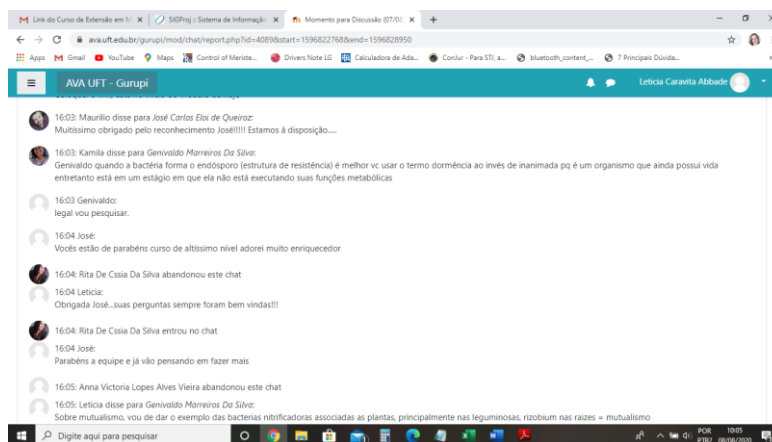 Link do Curso de Extensão em M
SIGProj :: Sistema de Informação
Momento para Discussão (07/08
ava.uft.edu.br/gurupi/mod/chat/report.php?id=4089&start=1596822768&end=1596828950
Apps Gmail YouTube Maps Control of Meriste... Drivers Note LG Calculadora de Ada... ConJur - Para STJ, a... bluetooth_content_... 7 Principais Dúvida...
AVA UFT - Gurupi
Leticia Caravita Abbade
16:03: Maurilio disse para José Carlos Eloi de Queiroz:
Muitíssimo obrigado pelo reconhecimento José!!!!! Estamos á disposição.....
16:03: Kamila disse para Genivaldo Marreiros Da Silva:
Genivaldo quando a bactéria forma o endósporo (estrutura de resistência) é melhor vc usar o termo dormência ao invés de inanimada pq é um organismo que ainda possui vida
entretanto está em um estágio em que ela não está executando suas funções metabólicas
16:03 Genivaldo:
legal vou pesquisar.
16:04 José:
Vocês estão de parabéns curso de altíssimo nível adorei muito enriquecedor
16:04: Rita De Cssia Da Silva abandonou este chat
16:04 Leticia:
Obrigada José...suas perguntas sempre foram bem vindas!!!
16:04: Rita De Cssia Da Silva entrou no chat
16:04 José:
Parabéns a equipe e já vão pensando em fazer mais
16:05: Anna Victoria Lopes Alves Vieira abandonou este chat
16:05: Leticia disse para Genivaldo Marreiros Da Silva:
Sobre mutualismo, vou de dar o exemplo das bacterias nitrificadoras associadas as plantas, principalmente nas leguminosas, rizobium nas raizes = mutualismo
Digite aqui para pesquisar
POR 10:05
PTB2 08/08/2020